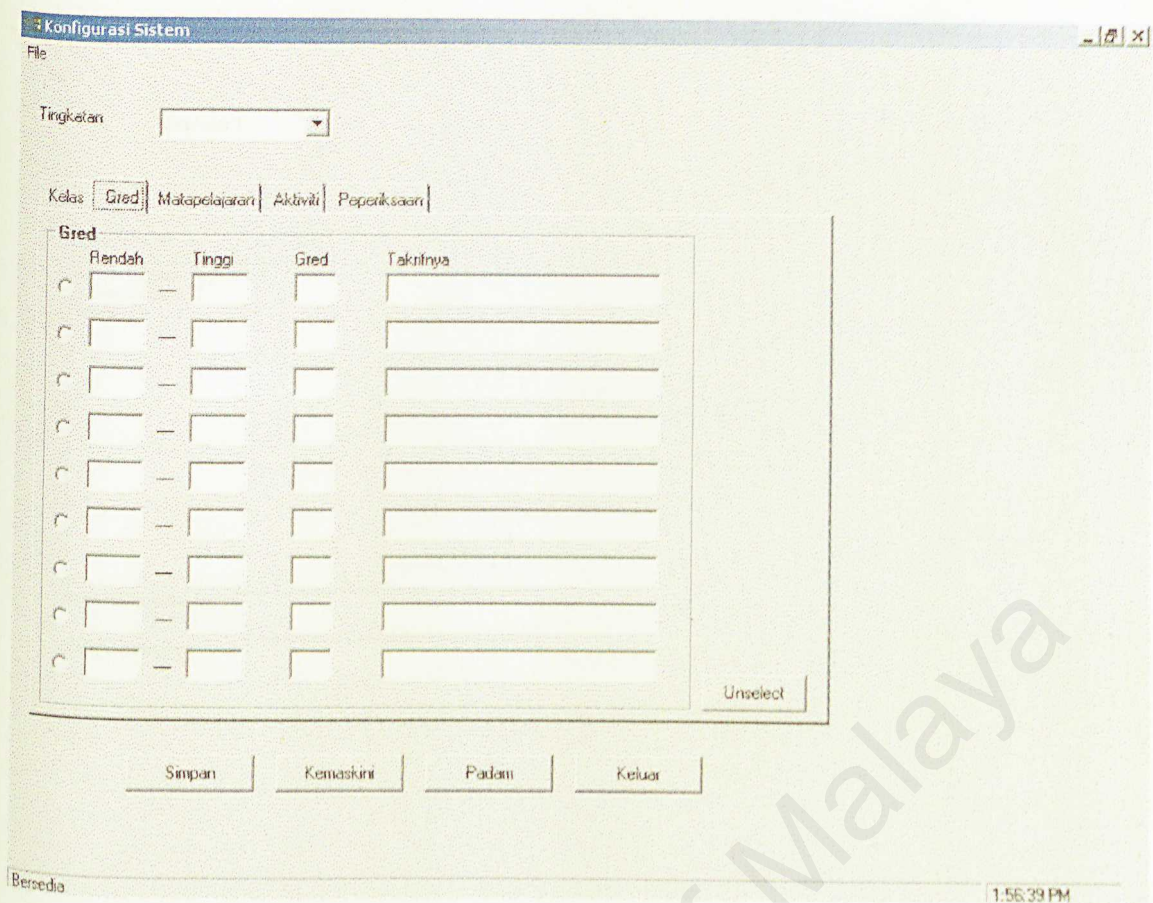 Konfigurasi Sistem
File
Tingkatan
Kelas Gred Matapelajaran Aktiviti Peperiksaan
Gred
Rendah Tinggi Gred Takrifnya
Unselect
Simpan Kemaskini Padam Keluar
Malaya
Bersedia 1:56:39 PM